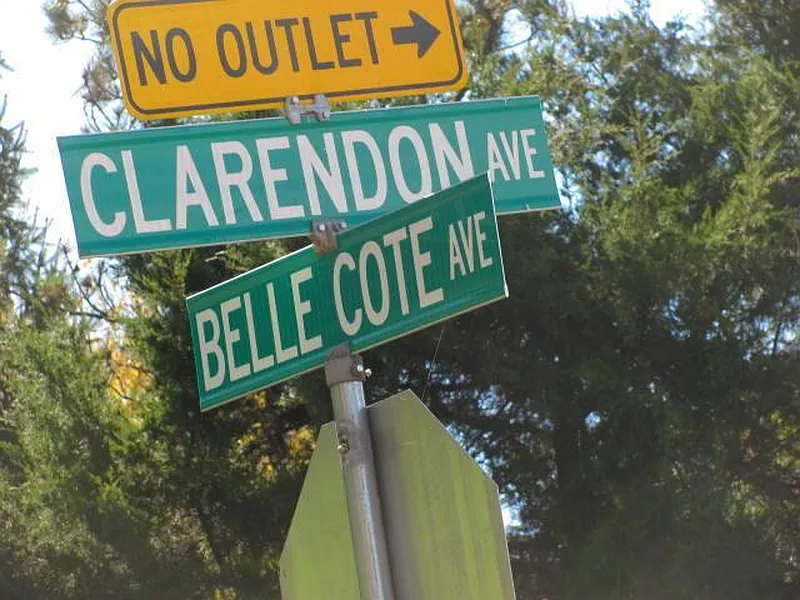 NO OUTLET →
CLARENDON AVE
BELLE COTE AVE